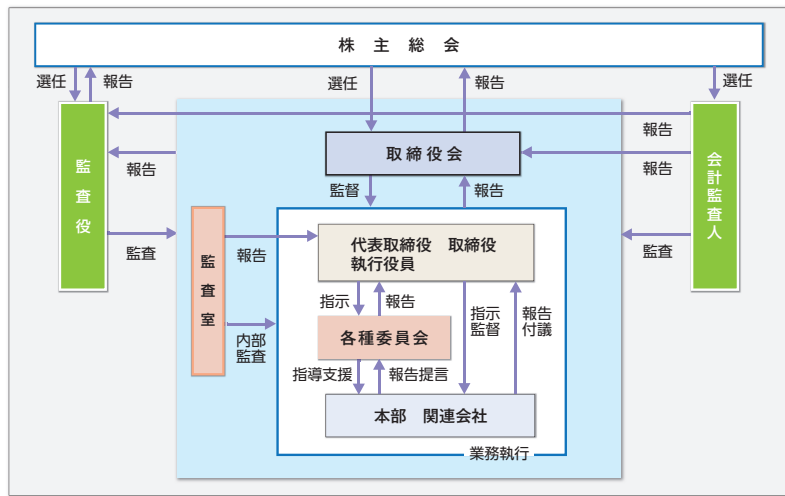 株主総会
選任
報告
選任
報告
選任
監査役
報告
取締役会
報告
報告
会計監査人
監督
報告
監査
監査室
報告
代表取締役　取締役
執行役員
監査
指示
報告
指示
監督
報告
付議
内部
監査
各種委員会
指導支援
報告提言
本部　関連会社
業務執行